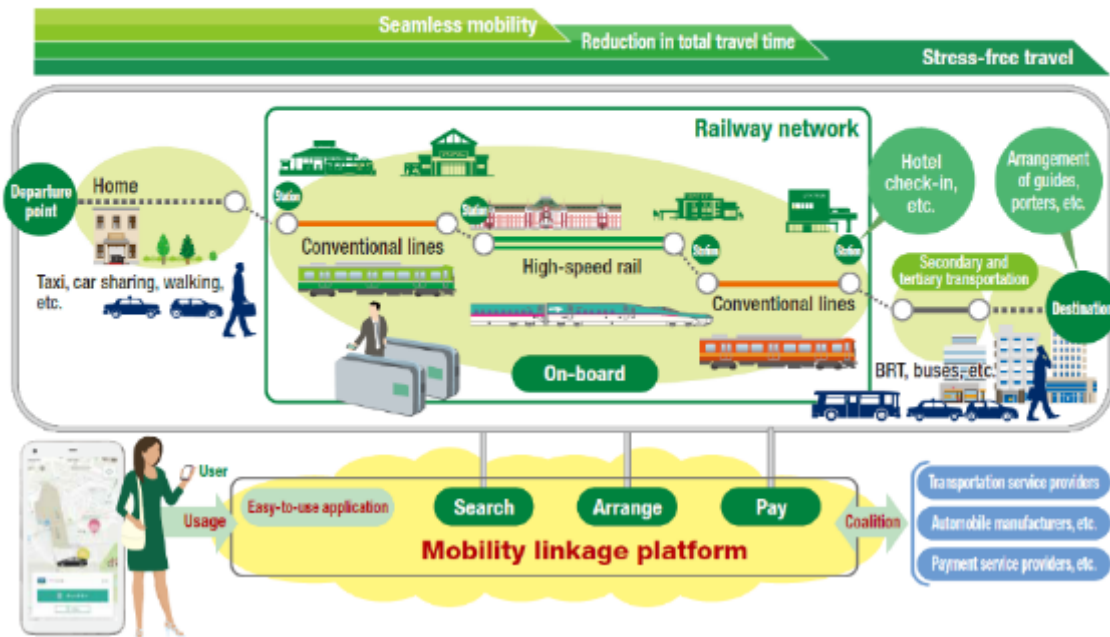 Seamless mobility
Reduction in total travel time
Stress-free travel
Railway network
Departure
point
Home
Taxi, car sharing, walking,
etc.
Station
Conventional lines
Station
High-speed rail
Station
Conventional lines
Station
On-board
Hotel
check-in,
etc.
Arrangement
of guides,
porters, etc.
Secondary and
tertiary transportation
Destination
BRT, buses, etc.
User
Usage
Easy-to-use application
Search
Arrange
Pay
Mobility linkage platform
Coalition
Transportation service providers
Automobile manufacturers, etc.
Payment service providers, etc.